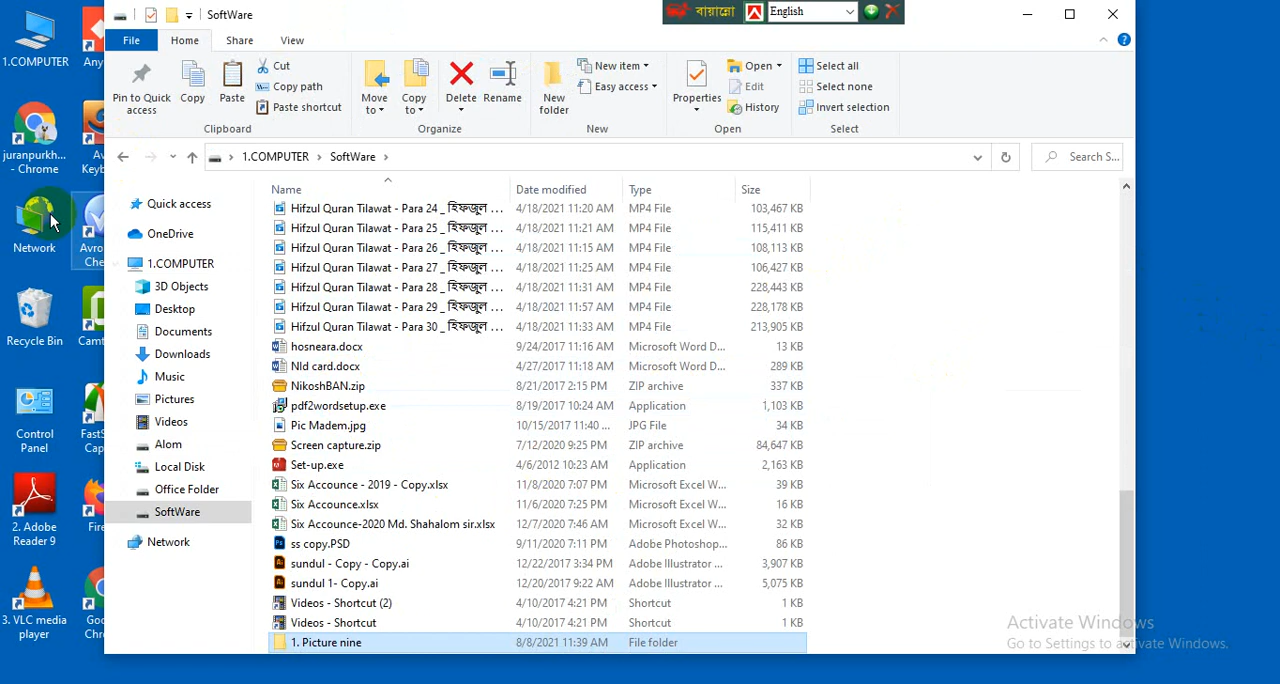 SoftWare
বায়ান্নো
English
File
Home
Share
View
Pin to Quick access
Copy
Paste
Cut
Copy path
Paste shortcut
Clipboard
Move to
Copy to
Delete
Rename
Organize
New folder
New item
Easy access
New
Properties
Open
Edit
History
Open
Select all
Select none
Invert selection
Select
1.COMPUTER > SoftWare >
Search S...
Name Date modified Type Size
Hifzul Quran Tilawat - Para 24 _ হিফজুল ... 4/18/2021 11:20 AM MP4 File 103,467 KB
Hifzul Quran Tilawat - Para 25 _ হিফজুল ... 4/18/2021 11:21 AM MP4 File 115,411 KB
Hifzul Quran Tilawat - Para 26 _ হিফজুল ... 4/18/2021 11:15 AM MP4 File 108,113 KB
Hifzul Quran Tilawat - Para 27 _ হিফজুল ... 4/18/2021 11:25 AM MP4 File 106,427 KB
Hifzul Quran Tilawat - Para 28 _ হিফজুল ... 4/18/2021 11:31 AM MP4 File 228,443 KB
Hifzul Quran Tilawat - Para 29 _ হিফজুল ... 4/18/2021 11:57 AM MP4 File 228,178 KB
Hifzul Quran Tilawat - Para 30 _ হিফজুল ... 4/18/2021 11:33 AM MP4 File 213,905 KB
hosneara.docx 9/24/2017 11:16 AM Microsoft Word D... 13 KB
NId card.docx 4/27/2017 11:18 AM Microsoft Word D... 289 KB
NikoshBAN.zip 8/21/2017 2:15 PM ZIP archive 337 KB
pdf2wordsetup.exe 8/19/2017 10:24 AM Application 1,103 KB
Pic Madem.jpg 10/15/2017 11:40 ... JPG File 34 KB
Screen capture.zip 7/12/2020 9:25 PM ZIP archive 84,647 KB
Set-up.exe 4/6/2012 10:23 AM Application 2,163 KB
Six Accounce - 2019 - Copy.xlsx 11/8/2020 7:07 PM Microsoft Excel W... 39 KB
Six Accounce.xlsx 11/6/2020 7:25 PM Microsoft Excel W... 16 KB
Six Accounce-2020 Md. Shahalom sir.xlsx 12/7/2020 7:46 AM Microsoft Excel W... 32 KB
ss copy.PSD 9/11/2020 7:11 PM Adobe Photoshop... 86 KB
sundul - Copy - Copy.ai 12/22/2017 3:34 PM Adobe Illustrator ... 3,907 KB
sundul 1- Copy.ai 12/20/2017 9:22 AM Adobe Illustrator ... 5,075 KB
Videos - Shortcut (2) 4/10/2017 4:21 PM Shortcut 1 KB
Videos - Shortcut 4/10/2017 4:21 PM Shortcut 1 KB
1. Picture nine 8/8/2021 11:39 AM File folder
Quick access
OneDrive
1.COMPUTER
3D Objects
Desktop
Documents
Downloads
Music
Pictures
Videos
Alom
Local Disk
Office Folder
SoftWare
Network
1.COMPUTER
Any
juranpurkh...
- Chrome
Av
Keyb
Network
Avro
Che
Recycle Bin
Camt
Control
Panel
FastS
Cap
2. Adobe
Reader 9
Fire
3. VLC media
player
Goo
Chr
Activate Windows
Go to Settings to activate Windows.